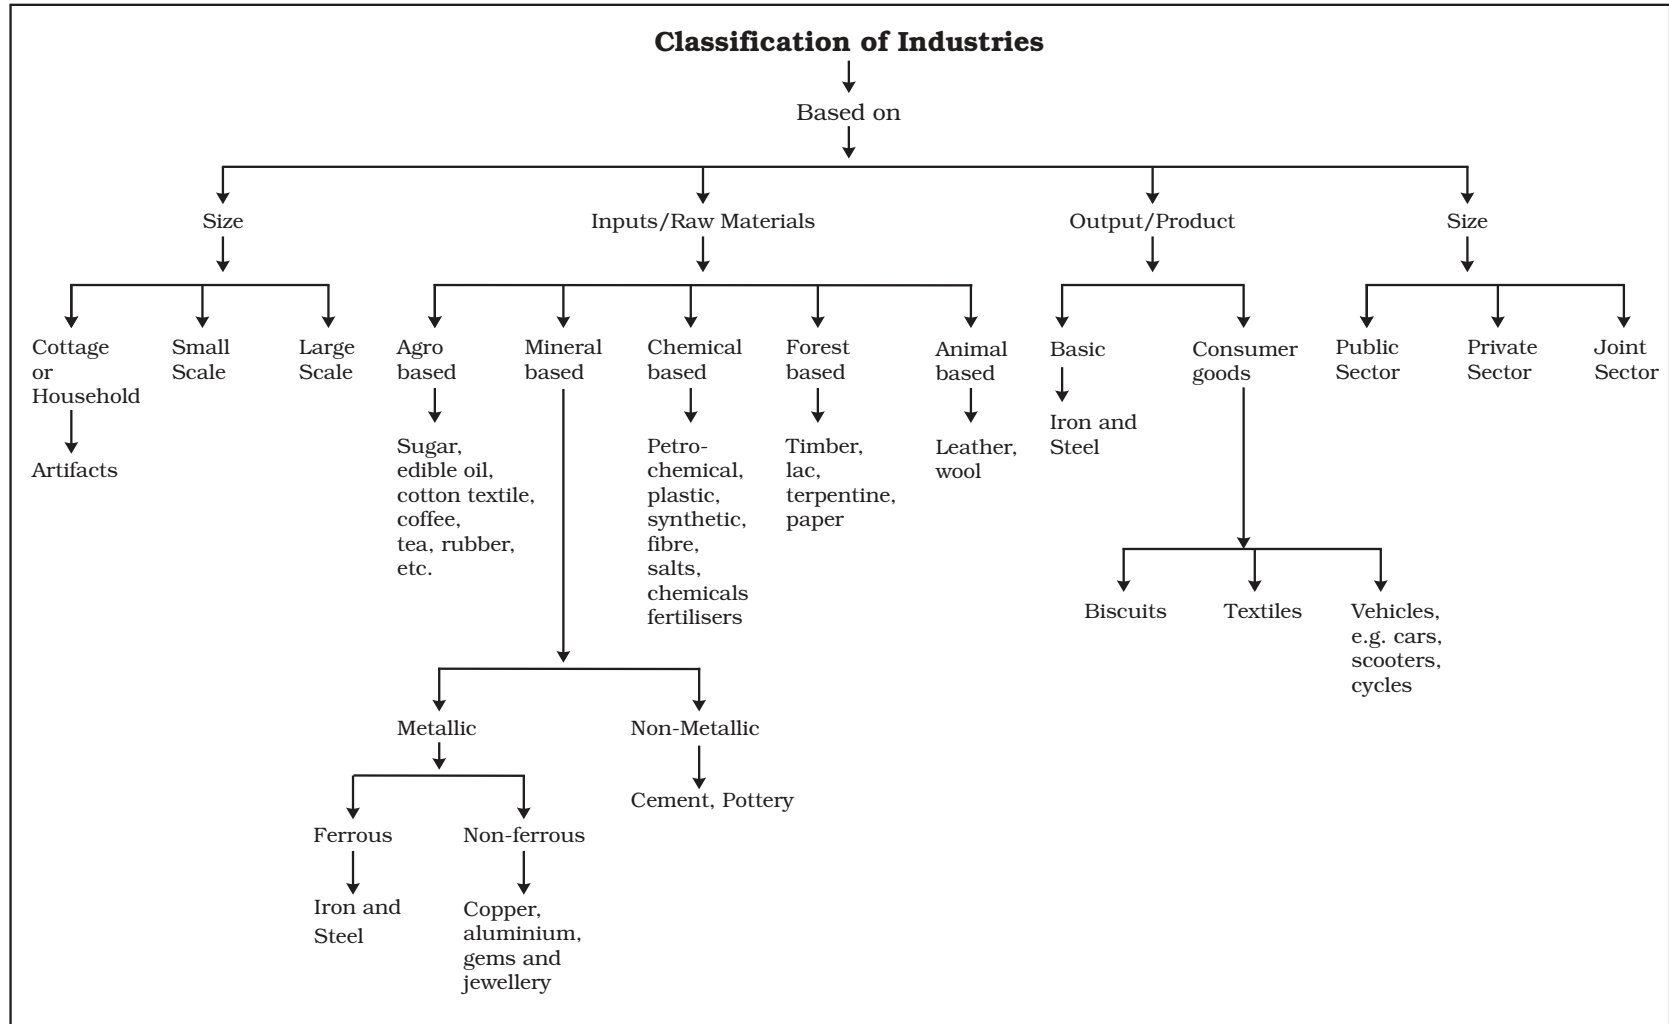 Classification of Industries
Based on
Size
Inputs/Raw Materials
Output/Product
Size
Cottage
or
Household
Artifacts
Small
Scale
Large
Scale
Agro
based
Sugar,
edible oil,
cotton textile,
coffee,
tea, rubber,
etc.
Mineral
based
Metallic
Ferrous
Iron and
Steel
Non-ferrous
Copper,
aluminium,
gems and
jewellery
Non-Metallic
Cement, Pottery
Chemical
based
Petro-
chemical,
plastic,
synthetic,
fibre,
salts,
chemicals
fertilisers
Forest
based
Timber,
lac,
terpentine,
paper
Animal
based
Leather,
wool
Basic
Iron and
Steel
Consumer
goods
Biscuits
Textiles
Vehicles,
e.g. cars,
scooters,
cycles
Public
Sector
Private
Sector
Joint
Sector